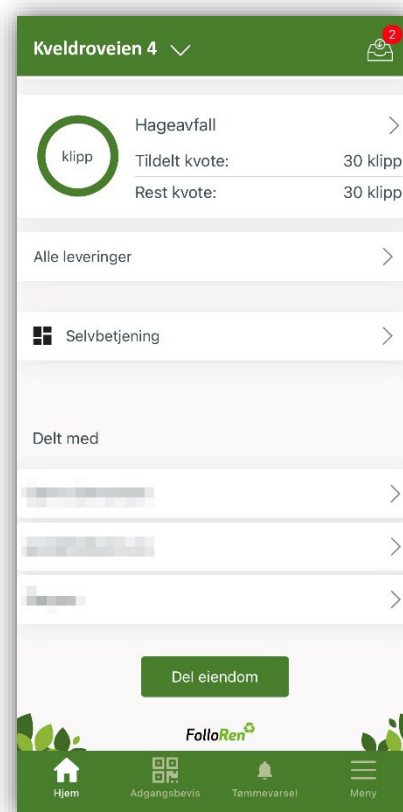 Kveldroveien 4
2
Hageavfall
klipp
Tildelt kvote: 30 klipp
Rest kvote: 30 klipp
Alle leveringer
Selvbetjening
Delt med
Del eiendom
FolloRen
Hjem Adgangsbevis Tømmevarsel Meny